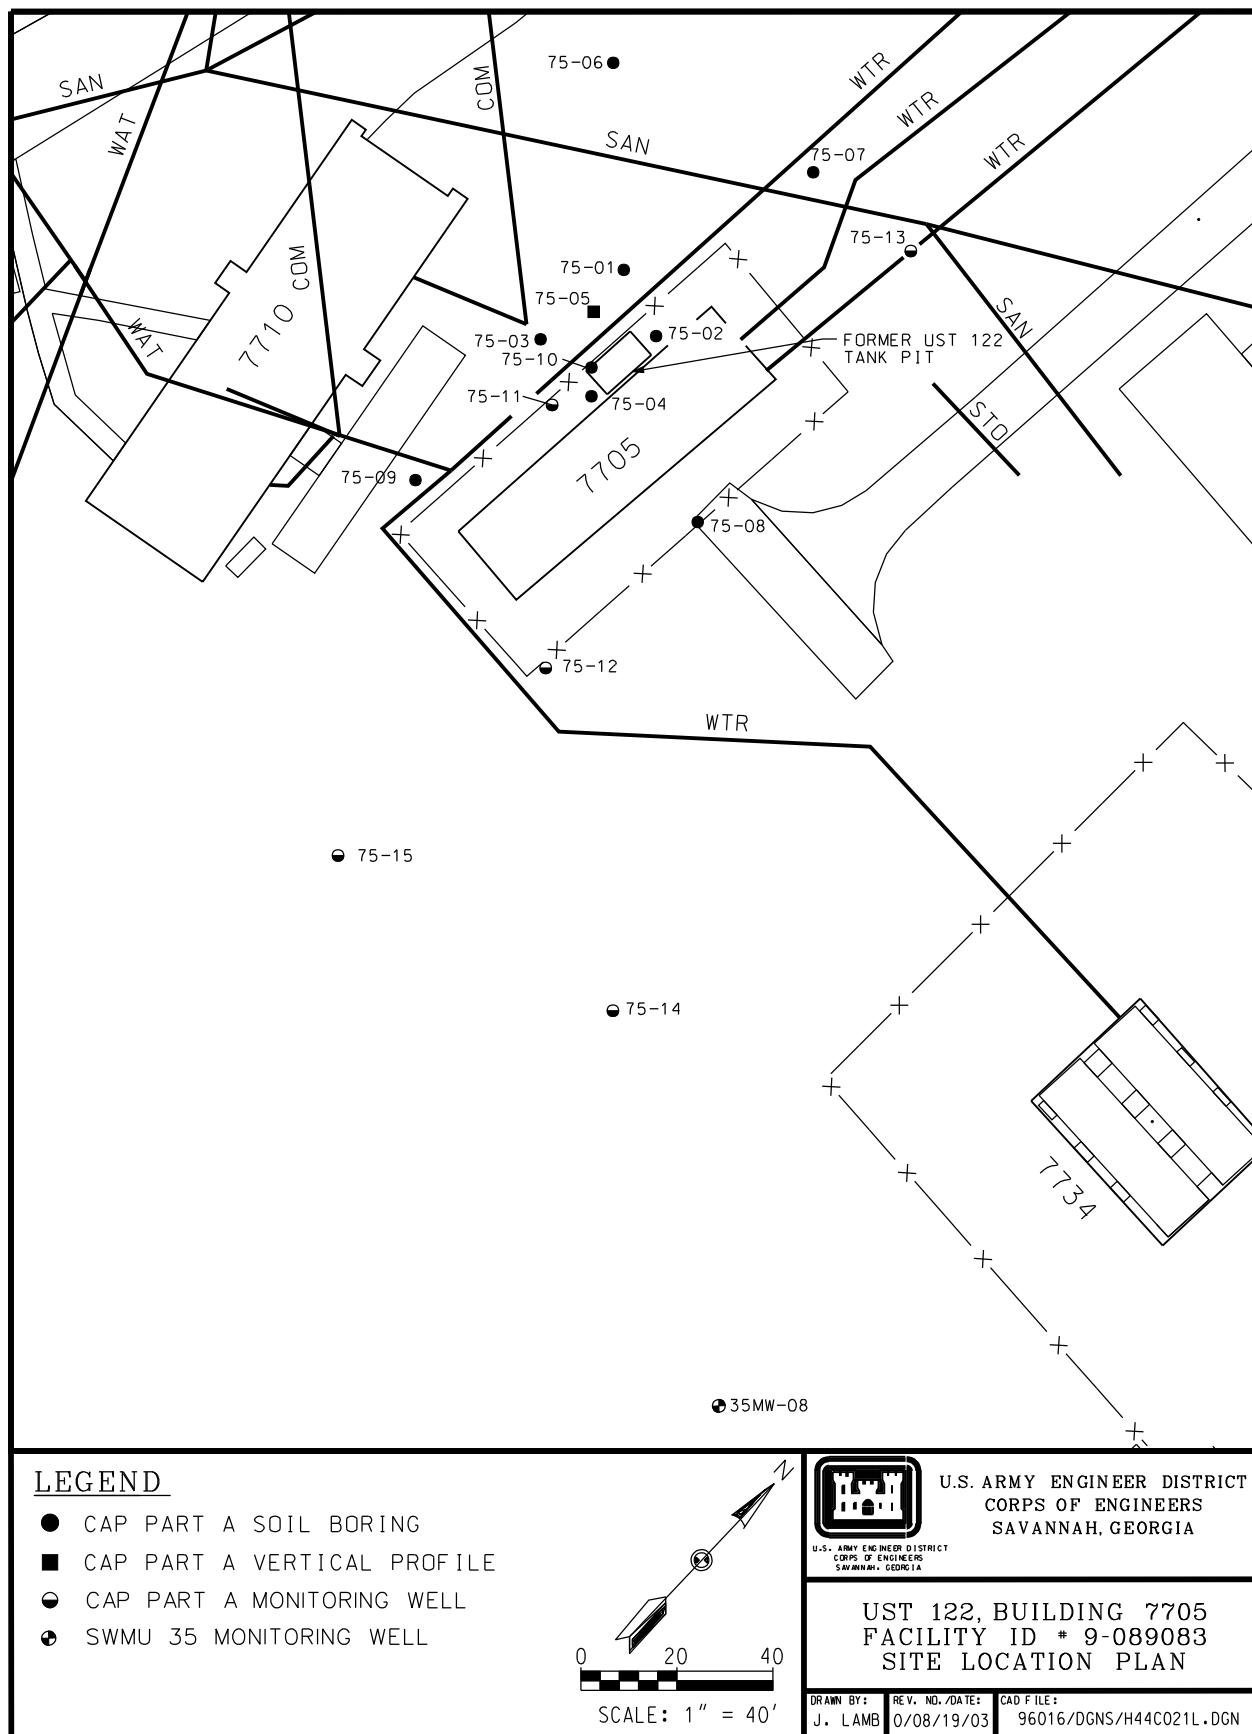 75-06
SAN
WAT
COM
WTR
WTR
SAN
75-07
WTR
75-13
75-01
COM
75-05
7710
WAT
75-03
75-02
75-10
FORMER UST 122
TANK PIT
SAN
75-11
75-04
STO
7705
75-09
75-08
75-12
WTR
75-15
75-14
7734
35MW-08
LEGEND
CAP PART A SOIL BORING
CAP PART A VERTICAL PROFILE
CAP PART A MONITORING WELL
SWMU 35 MONITORING WELL
N
0 20 40
SCALE: 1" = 40'
U.S. ARMY ENGINEER DISTRICT
CORPS OF ENGINEERS
SAVANNAH, GEORGIA
U.S. ARMY ENGINEER DISTRICT
CORPS OF ENGINEERS
SAVANNAH, GEORGIA
UST 122, BUILDING 7705
FACILITY ID # 9-089083
SITE LOCATION PLAN
DRAWN BY:
J. LAMB
REV. NO./DATE:
0/08/19/03
CAD FILE:
96016/DGNS/H44C021L.DGN